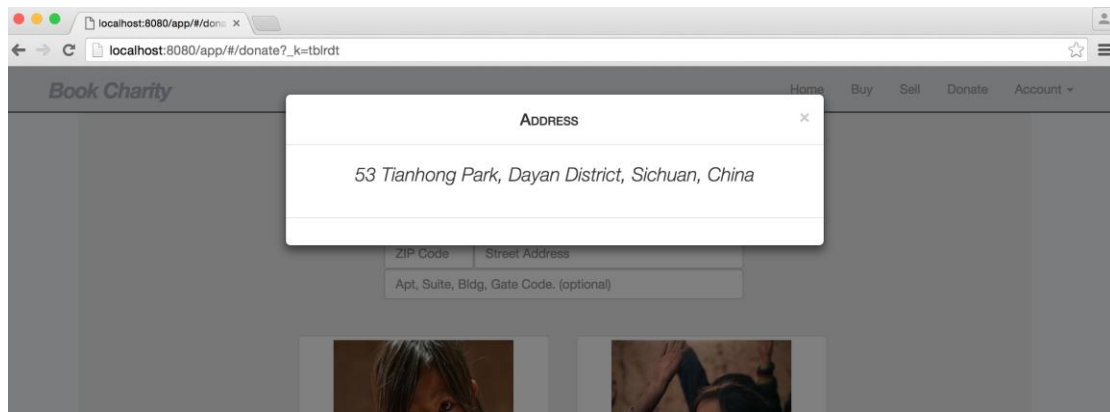 localhost:8080/app/#/dona
localhost:8080/app/#/donate?_k=tblrdt
Book Charity
Home Buy Sell Donate Account
ADDRESS
53 Tianhong Park, Dayan District, Sichuan, China
ZIP Code Street Address
Apt, Suite, Bldg, Gate Code. (optional)